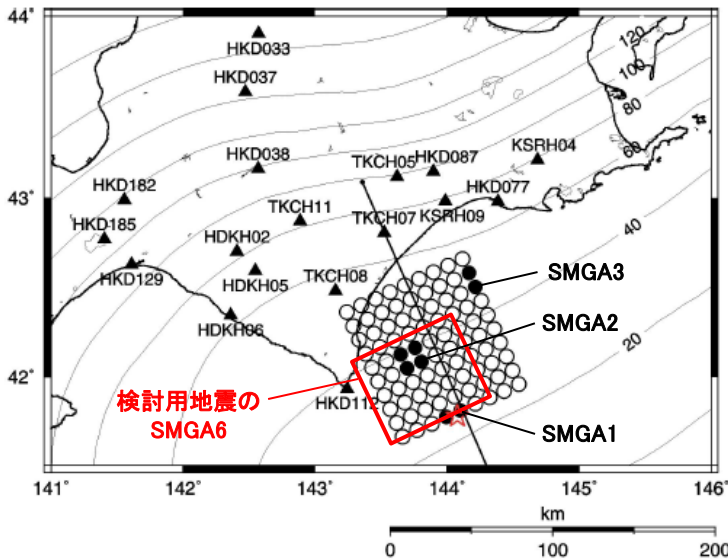 44°
43°
42°
141°
142°
143°
144°
145°
146°
HKD033
HKD037
HKD038
HKD182
HKD185
HKD129
HDKH02
HDKH05
HDKH06
TKCH11
TKCH08
TKCH05
TKCH07
HKD087
KSRH09
HKD077
KSRH04
HKD112
120
100
80
60
40
20
SMGA3
SMGA2
SMGA1
検討用地震の
SMGA6
km
0
100
200